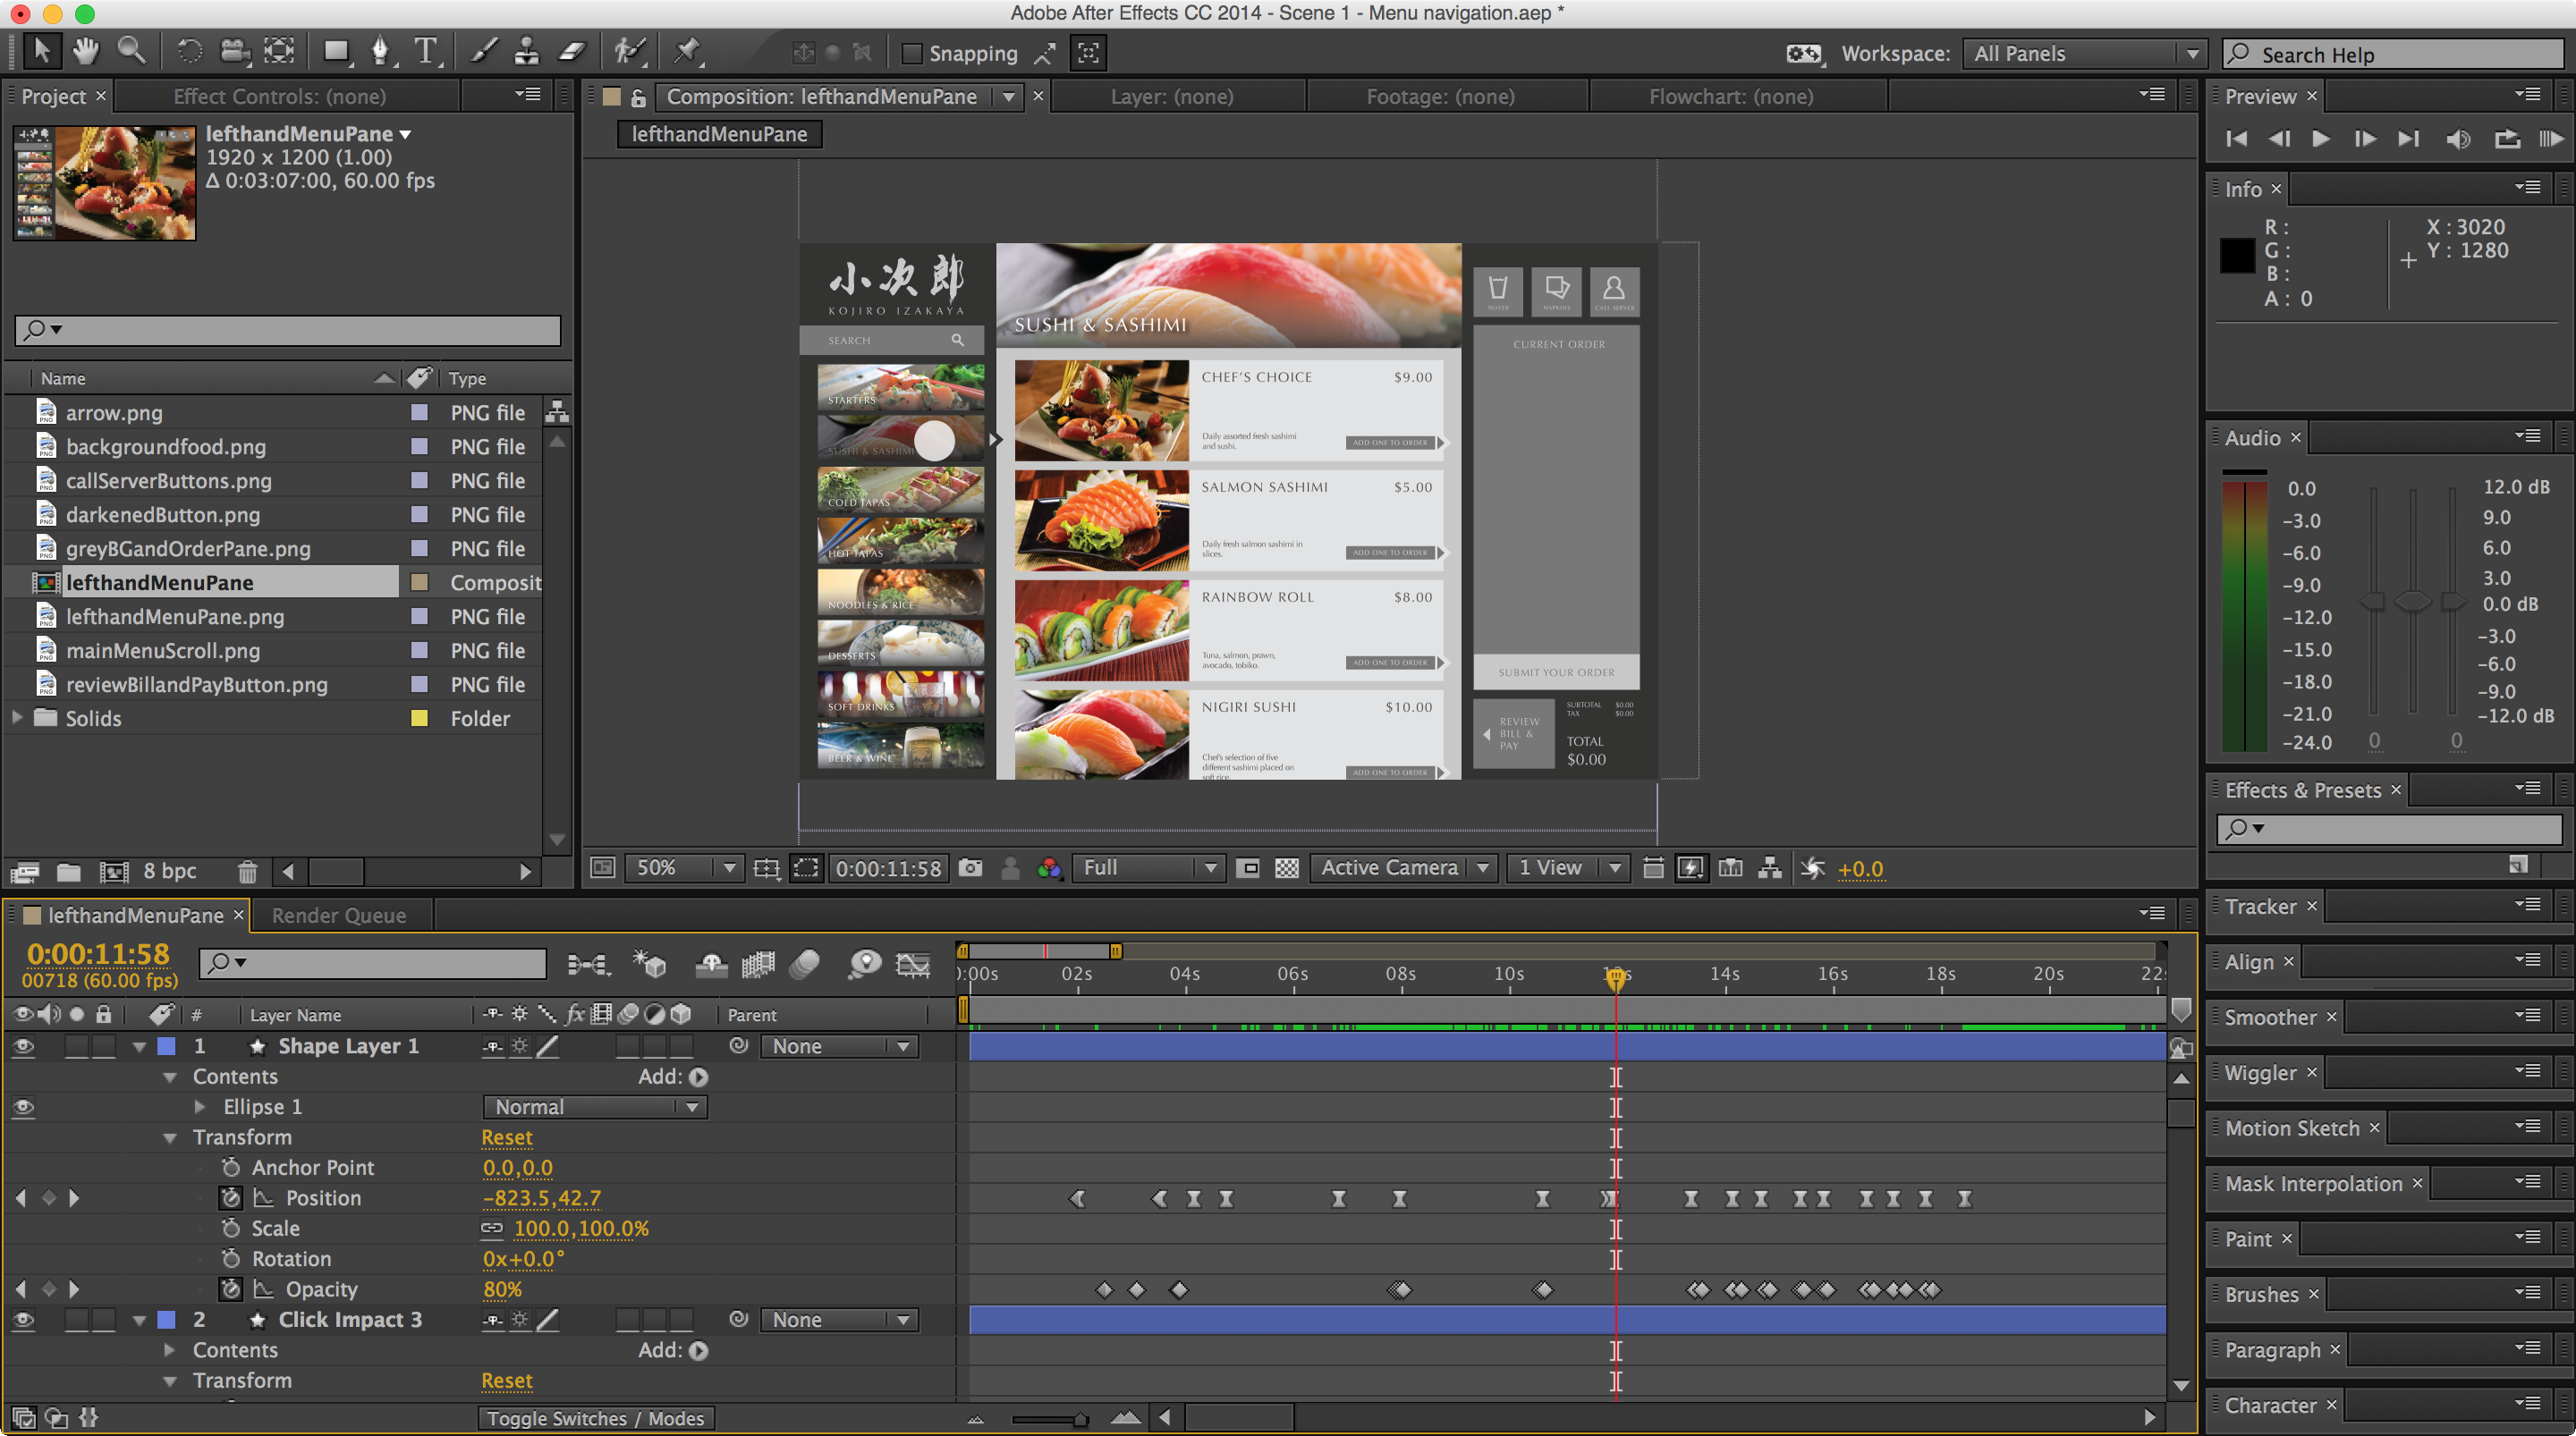 Adobe After Effects CC 2014 - Scene 1 - Menu navigation.aep *
Snapping
Workspace: All Panels
Search Help
Project × Effect Controls: (none)
lefthandMenuPane
1920 x 1200 (1.00)
Δ 0:03:07:00, 60.00 fps
Name Type
arrow.png PNG file
backgroundfood.png PNG file
callServerButtons.png PNG file
darkenedButton.png PNG file
greyBGandOrderPane.png PNG file
lefthandMenuPane Composit
lefthandMenuPane.png PNG file
mainMenuScroll.png PNG file
reviewBillandPayButton.png PNG file
Solids Folder
8 bpc
Composition: lefthandMenuPane × Layer: (none) Footage: (none) Flowchart: (none)
lefthandMenuPane
小次郎
KOJIRO IZAKAYA
SEARCH
STARTERS
SUSHI & SASHIMI
COLD TAPAS
HOT TAPAS
NOODLES & RICE
DESSERTS
SOFT DRINKS
BEER & WINE
SUSHI & SASHIMI
CHEF'S CHOICE $9.00
Daily assorted fresh sashimi
and sushi.
ADD ONE TO ORDER
SALMON SASHIMI $5.00
Daily fresh salmon sashimi in
slices.
ADD ONE TO ORDER
RAINBOW ROLL $8.00
Tuna, salmon, prawn,
avocado, tobiko.
ADD ONE TO ORDER
NIGIRI SUSHI $10.00
Chef's selection of five
different sashimi placed on
soft rice.
ADD ONE TO ORDER
WATER NAPKINS CALL SERVER
CURRENT ORDER
SUBMIT YOUR ORDER
REVIEW
BILL &
PAY
SUBTOTAL $0.00
TAX $0.00
TOTAL
$0.00
50% 0:00:11:58 Full Active Camera 1 View +0.0
Preview ×
Info ×
R :
G :
B :
A : 0
X : 3020
Y : 1280
Audio ×
0.0
-3.0
-6.0
-9.0
-12.0
-15.0
-18.0
-21.0
-24.0
0 0
12.0 dB
9.0
6.0
3.0
0.0 dB
-3.0
-6.0
-9.0
-12.0 dB
Effects & Presets ×
Tracker ×
Align ×
Smoother ×
Wiggler ×
Motion Sketch ×
Mask Interpolation ×
Paint ×
Brushes ×
Paragraph ×
Character ×
lefthandMenuPane × Render Queue
0:00:11:58
00718 (60.00 fps)
):00s 02s 04s 06s 08s 10s 12s 14s 16s 18s 20s 22s
# Layer Name fx Parent
1 Shape Layer 1 None
Contents Add:
Ellipse 1 Normal
Transform Reset
Anchor Point 0.0,0.0
Position -823.5,42.7
Scale 100.0,100.0%
Rotation 0x+0.0°
Opacity 80%
2 Click Impact 3 None
Contents Add:
Transform Reset
Toggle Switches / Modes